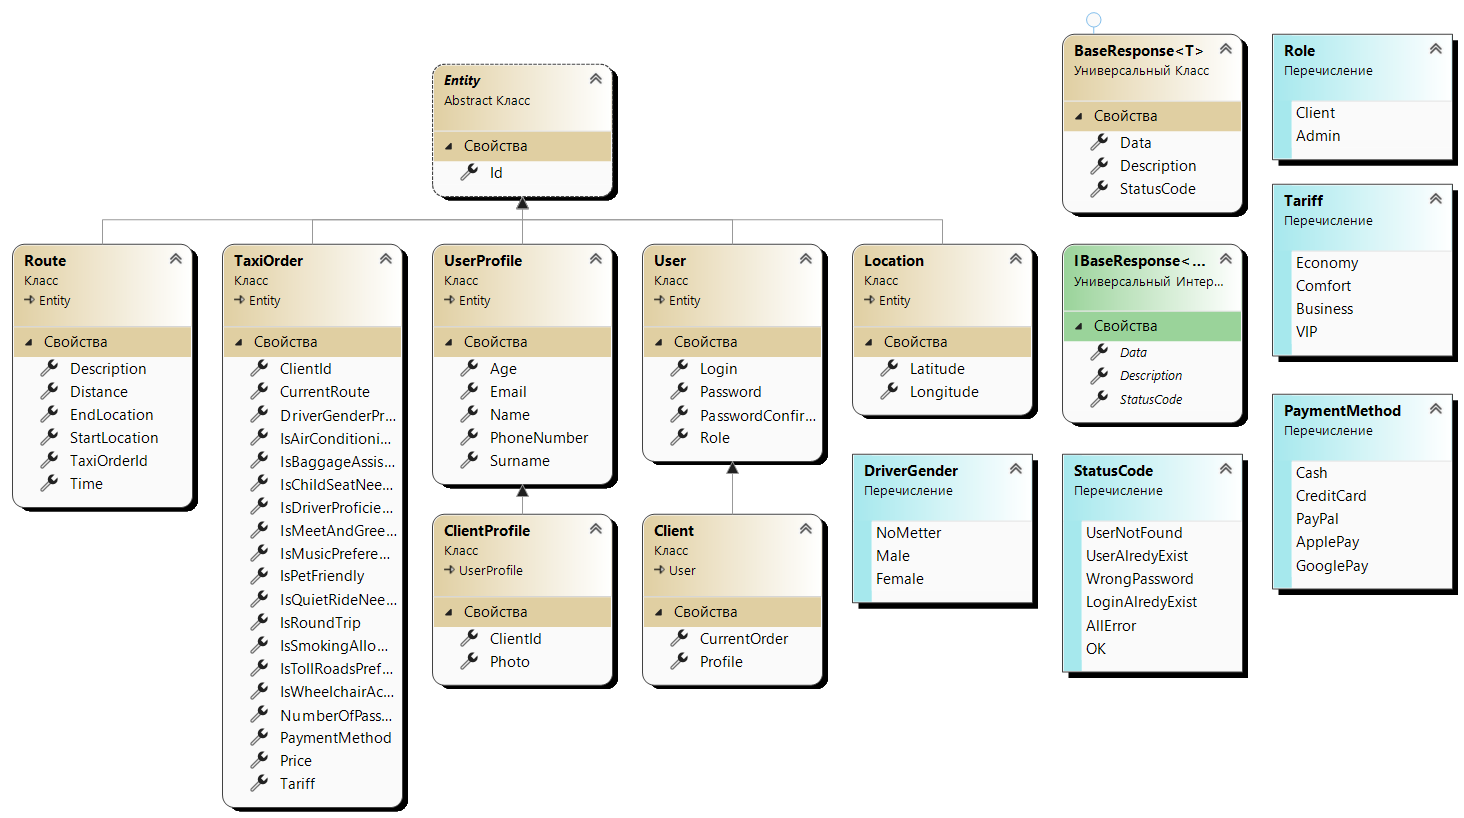 Entity
Abstract Класс
Свойства
Id
Route
Класс
Entity
Свойства
Description
Distance
EndLocation
StartLocation
TaxiOrderId
Time
TaxiOrder
Класс
Entity
Свойства
ClientId
CurrentRoute
DriverGenderPr...
IsAirConditioni...
IsBaggageAssis...
IsChildSeatNee...
IsDriverProficie...
IsMeetAndGree...
IsMusicPrefere...
IsPetFriendly
IsQuietRideNee...
IsRoundTrip
IsSmokingAllo...
IsTollRoadsPref...
IsWheelchairAc...
NumberOfPass...
PaymentMethod
Price
Tariff
UserProfile
Класс
Entity
Свойства
Age
Email
Name
PhoneNumber
Surname
ClientProfile
Класс
UserProfile
Свойства
ClientId
Photo
User
Класс
Entity
Свойства
Login
Password
PasswordConfir...
Role
Client
Класс
User
Свойства
CurrentOrder
Profile
Location
Класс
Entity
Свойства
Latitude
Longitude
DriverGender
Перечисление
NoMetter
Male
Female
BaseResponse<T>
Универсальный Класс
Свойства
Data
Description
StatusCode
IBaseResponse<...
Универсальный Интер...
Свойства
Data
Description
StatusCode
StatusCode
Перечисление
UserNotFound
UserAlredyExist
WrongPassword
LoginAlredyExist
AllError
OK
Role
Перечисление
Client
Admin
Tariff
Перечисление
Economy
Comfort
Business
VIP
PaymentMethod
Перечисление
Cash
CreditCard
PayPal
ApplePay
GooglePay